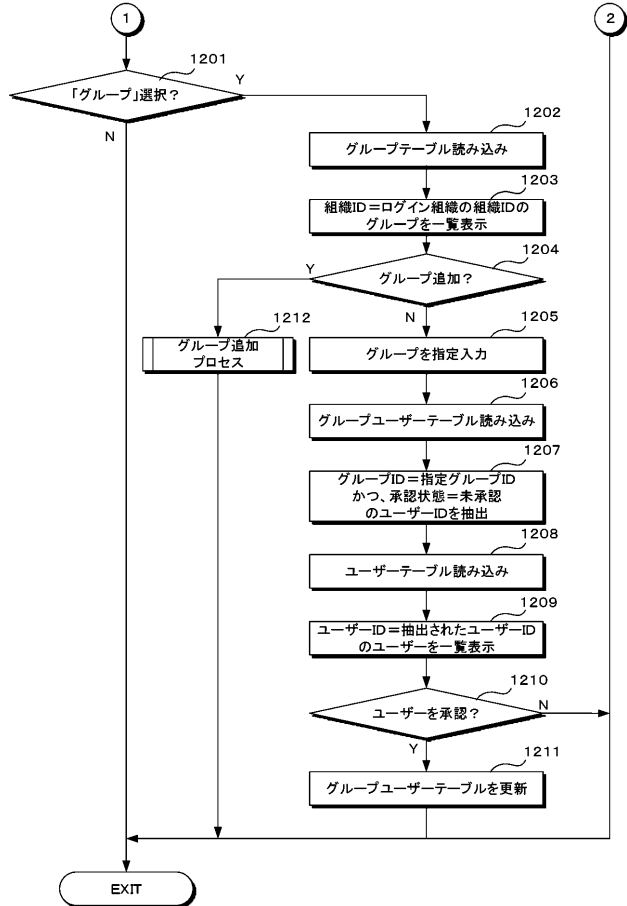 1
2
1201
「グループ」選択？
Y
N
1202
グループテーブル読み込み
1203
組織ID＝ログイン組織の組織IDの
グループを一覧表示
1204
グループ追加？
Y
N
1212
グループ追加
プロセス
1205
グループを指定入力
1206
グループユーザーテーブル読み込み
1207
グループID＝指定グループID
かつ、承認状態＝未承認
のユーザーIDを抽出
1208
ユーザーテーブル読み込み
1209
ユーザーID＝抽出されたユーザーID
のユーザーを一覧表示
1210
ユーザーを承認？
N
Y
1211
グループユーザーテーブルを更新
EXIT